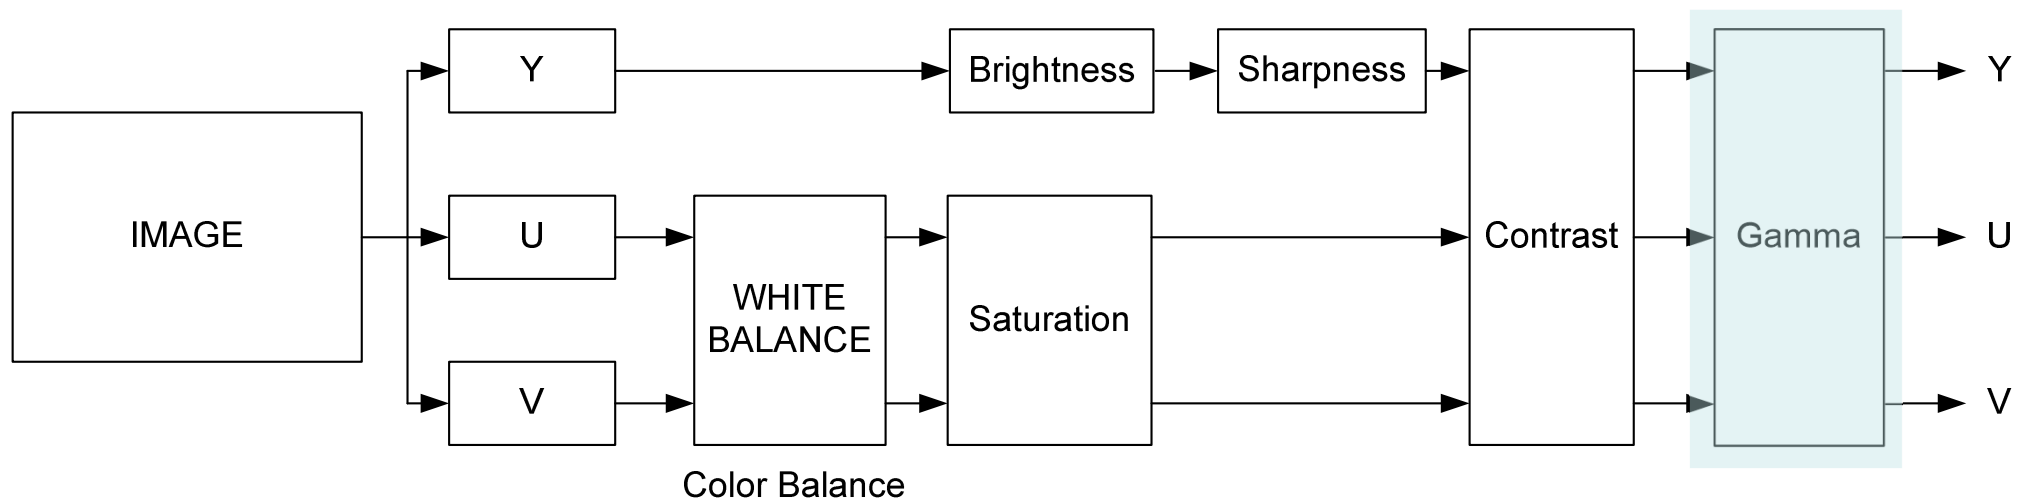 Y
Brightness
Sharpness
Y
IMAGE
U
WHITE
BALANCE
Saturation
Contrast
Gamma
U
V
V
Color Balance